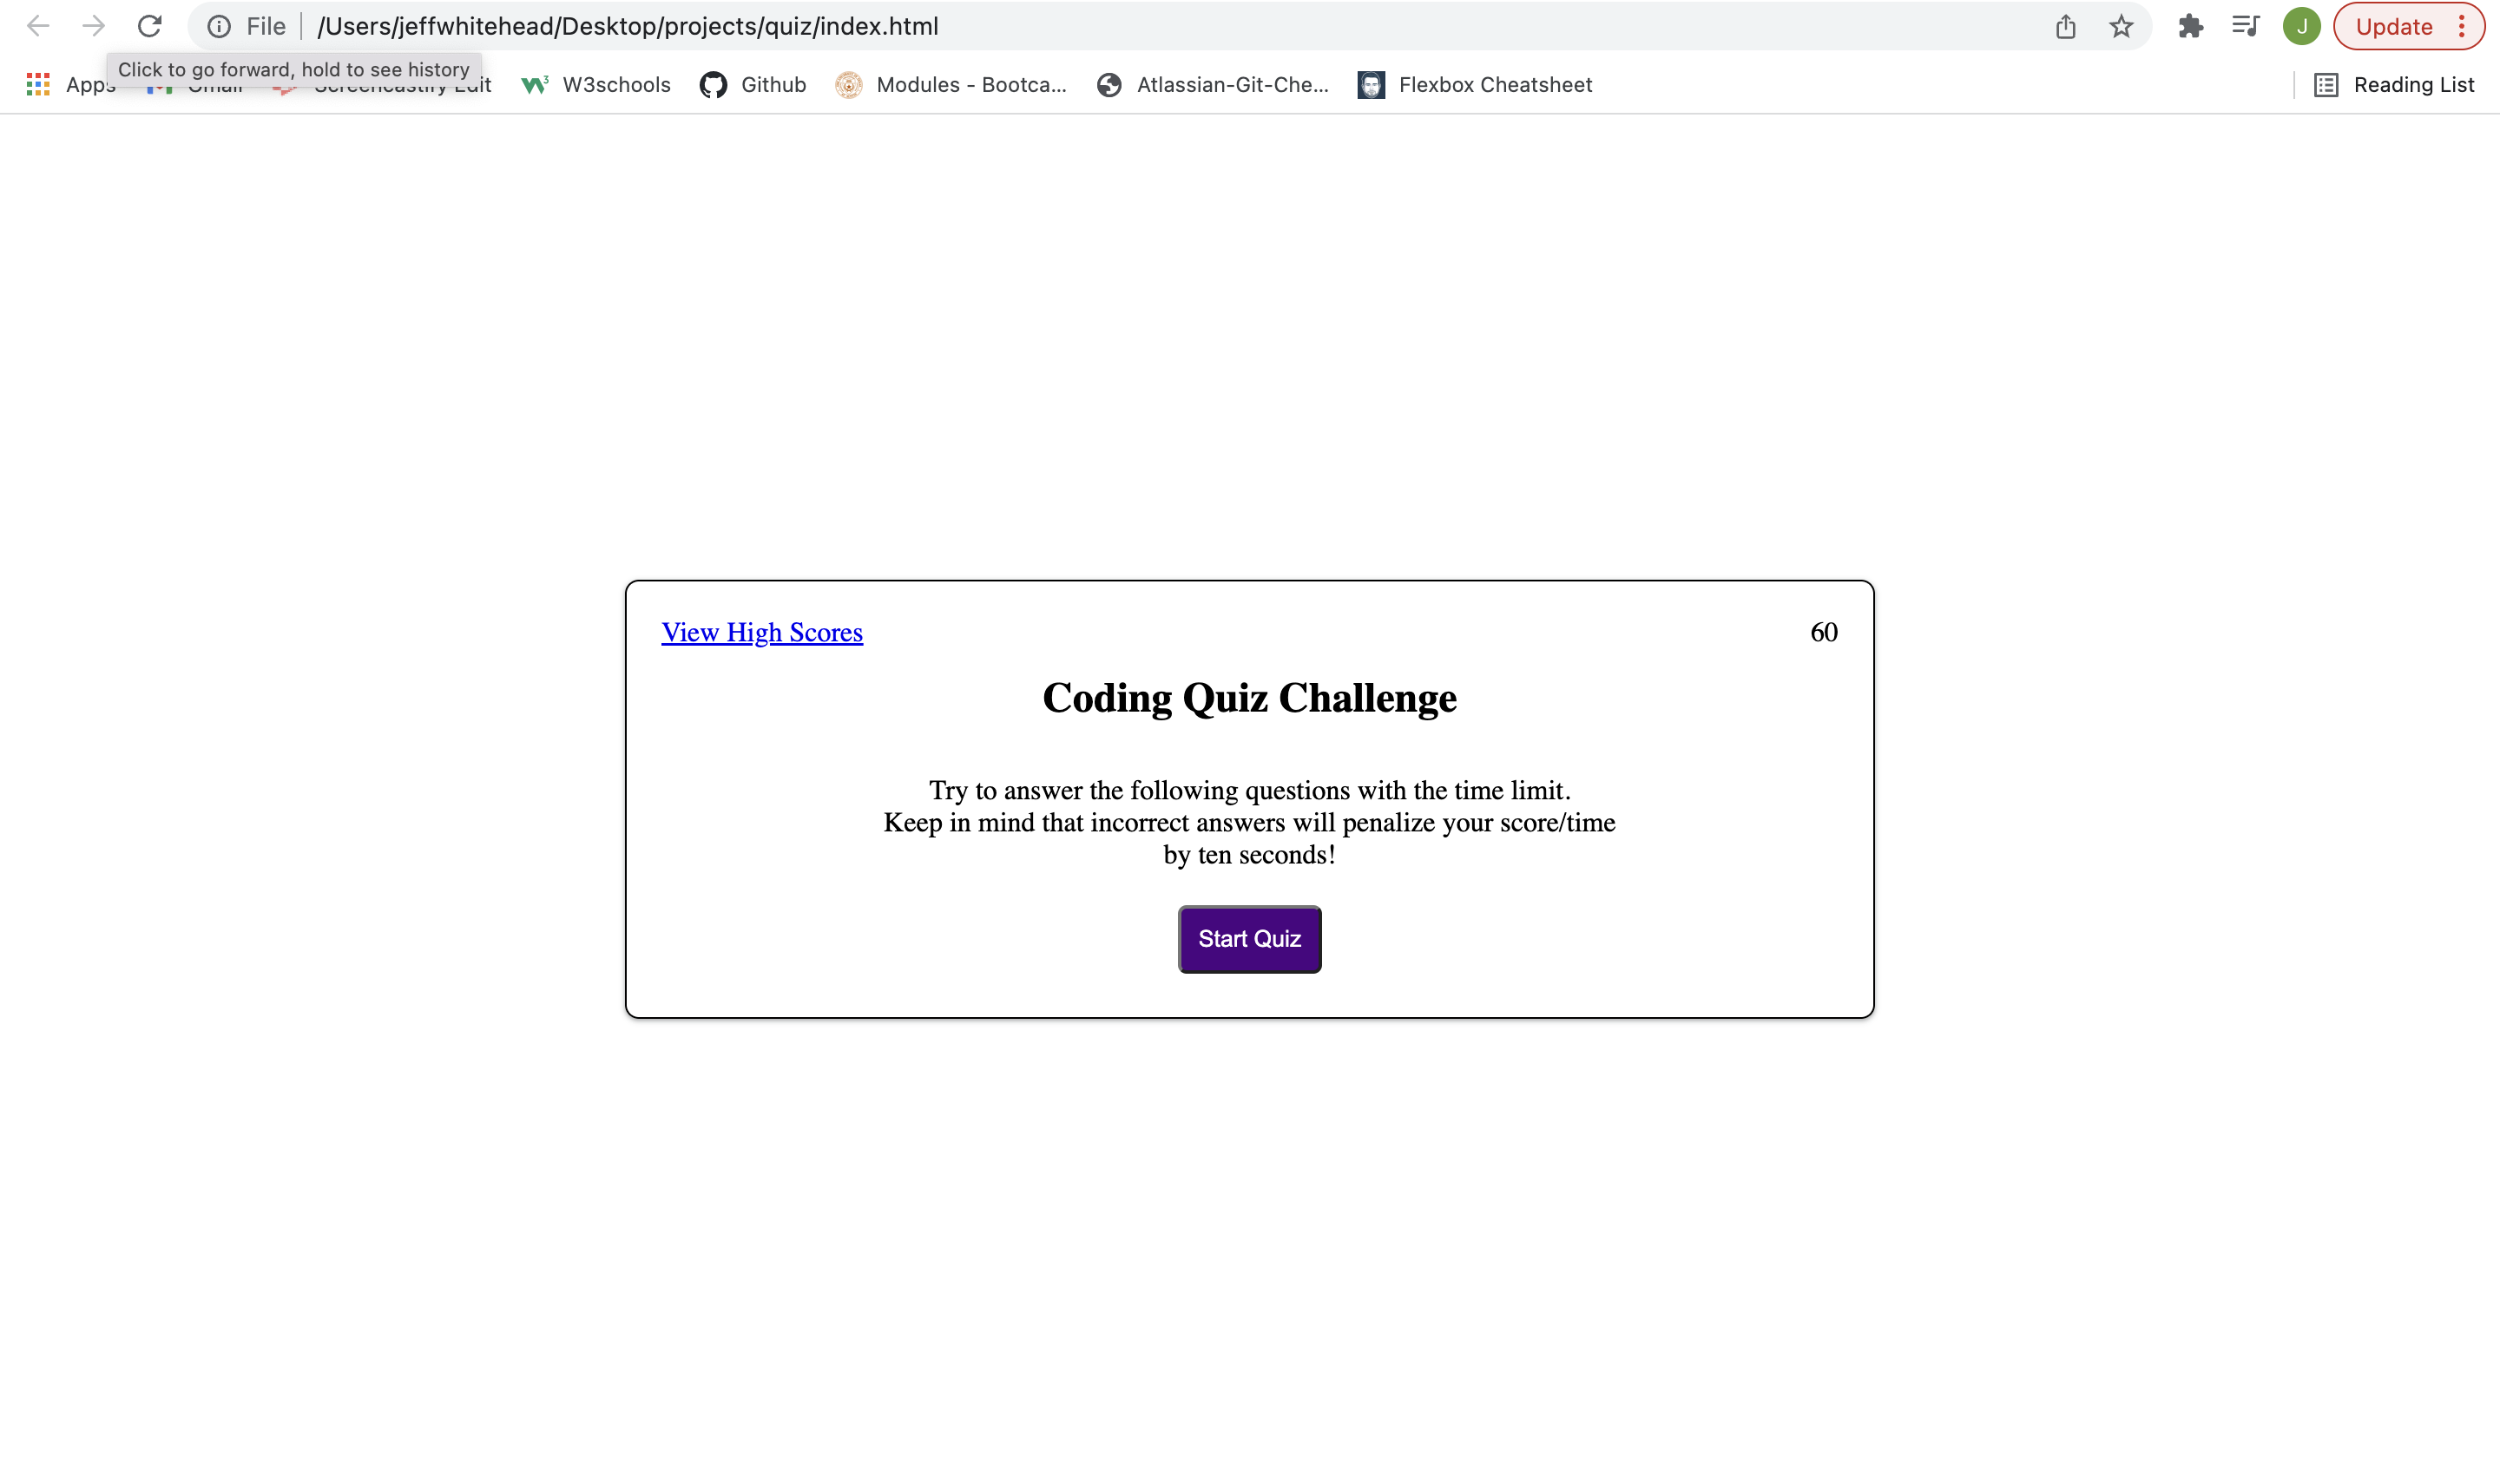 File /Users/jeffwhitehead/Desktop/projects/quiz/index.html J Update
Click to go forward, hold to see history
Apps Gmail Screencastify Edit W3schools Github Modules - Bootca... Atlassian-Git-Che... Flexbox Cheatsheet Reading List
View High Scores 60
Coding Quiz Challenge
Try to answer the following questions with the time limit.
Keep in mind that incorrect answers will penalize your score/time
by ten seconds!
Start Quiz